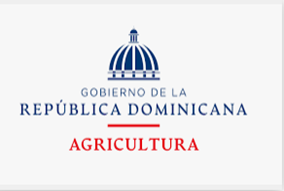 GOBIERNO DE LA
REPÚBLICA DOMINICANA
AGRICULTURA